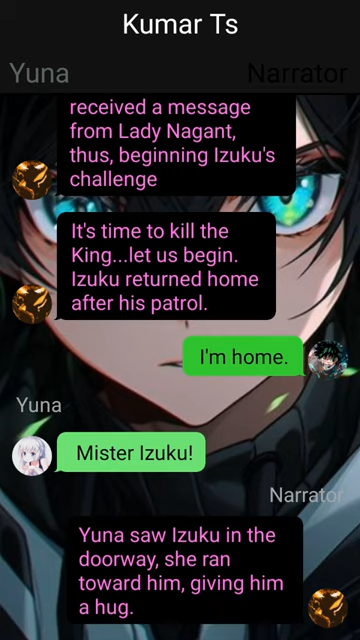 Kumar Ts
Yuna
Narrator
received a message
from Lady Nagant,
thus, beginning Izuku's
challenge
It's time to kill the
King...let us begin.
Izuku returned home
after his patrol.
I'm home.
Yuna
Mister Izuku!
Narrator
Yuna saw Izuku in the
doorway, she ran
toward him, giving him
a hug.